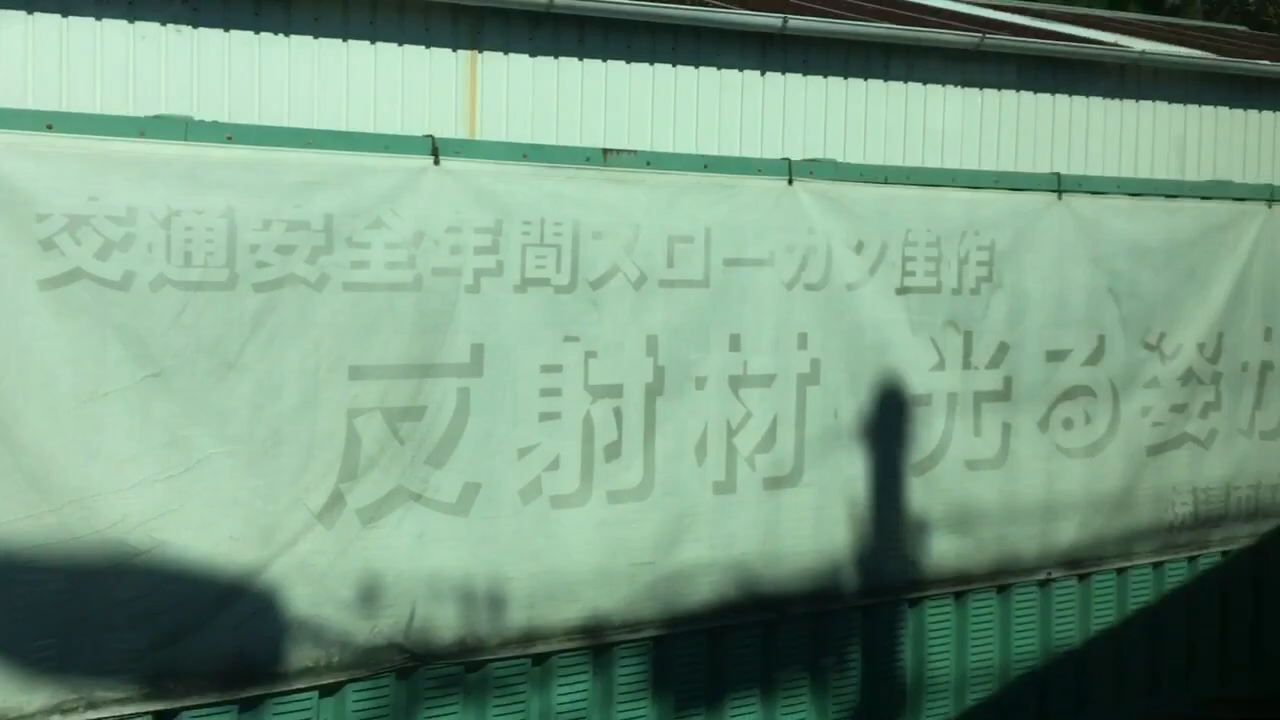 交通安全年間スローガン佳作
反射材 光る姿が